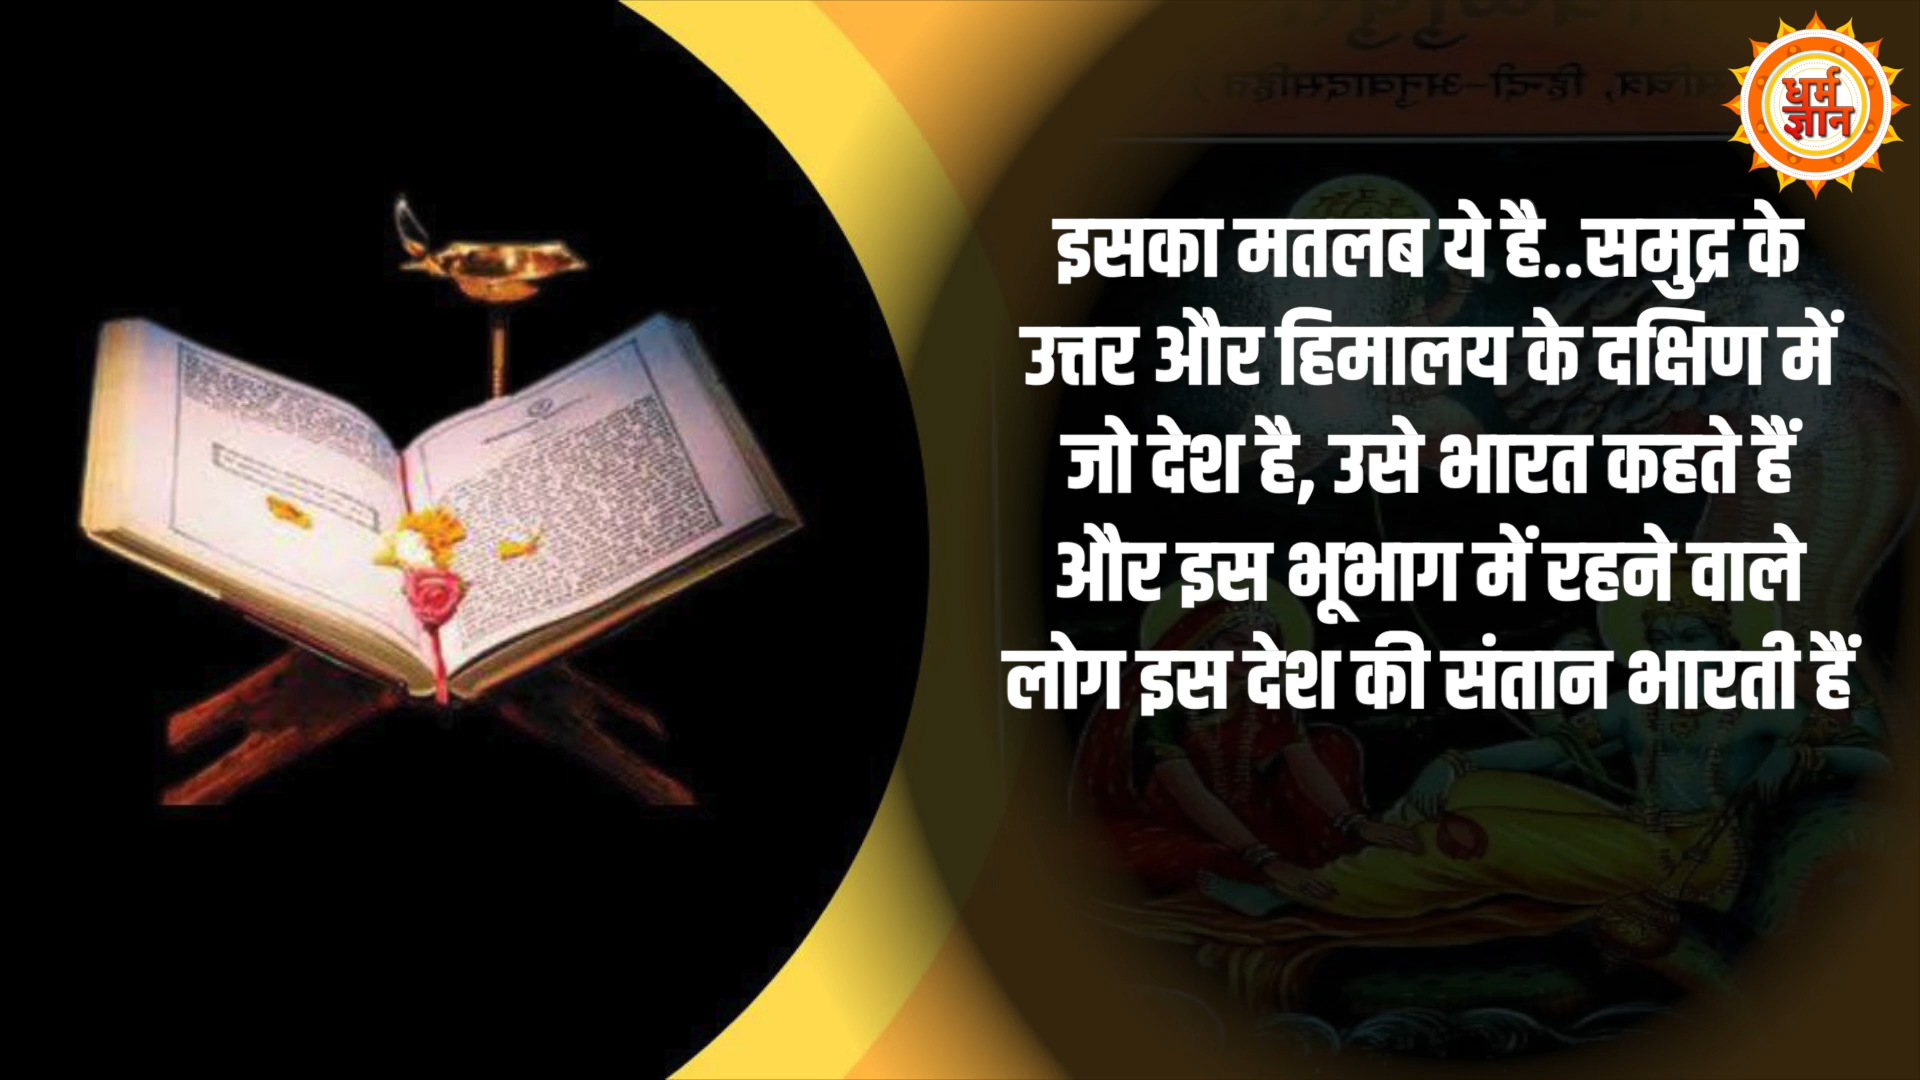 धर्म
ज्ञान
इसका मतलब ये है..समुद्र के
उत्तर और हिमालय के दक्षिण में
जो देश है, उसे भारत कहते हैं
और इस भूभाग में रहने वाले
लोग इस देश की संतान भारती हैं